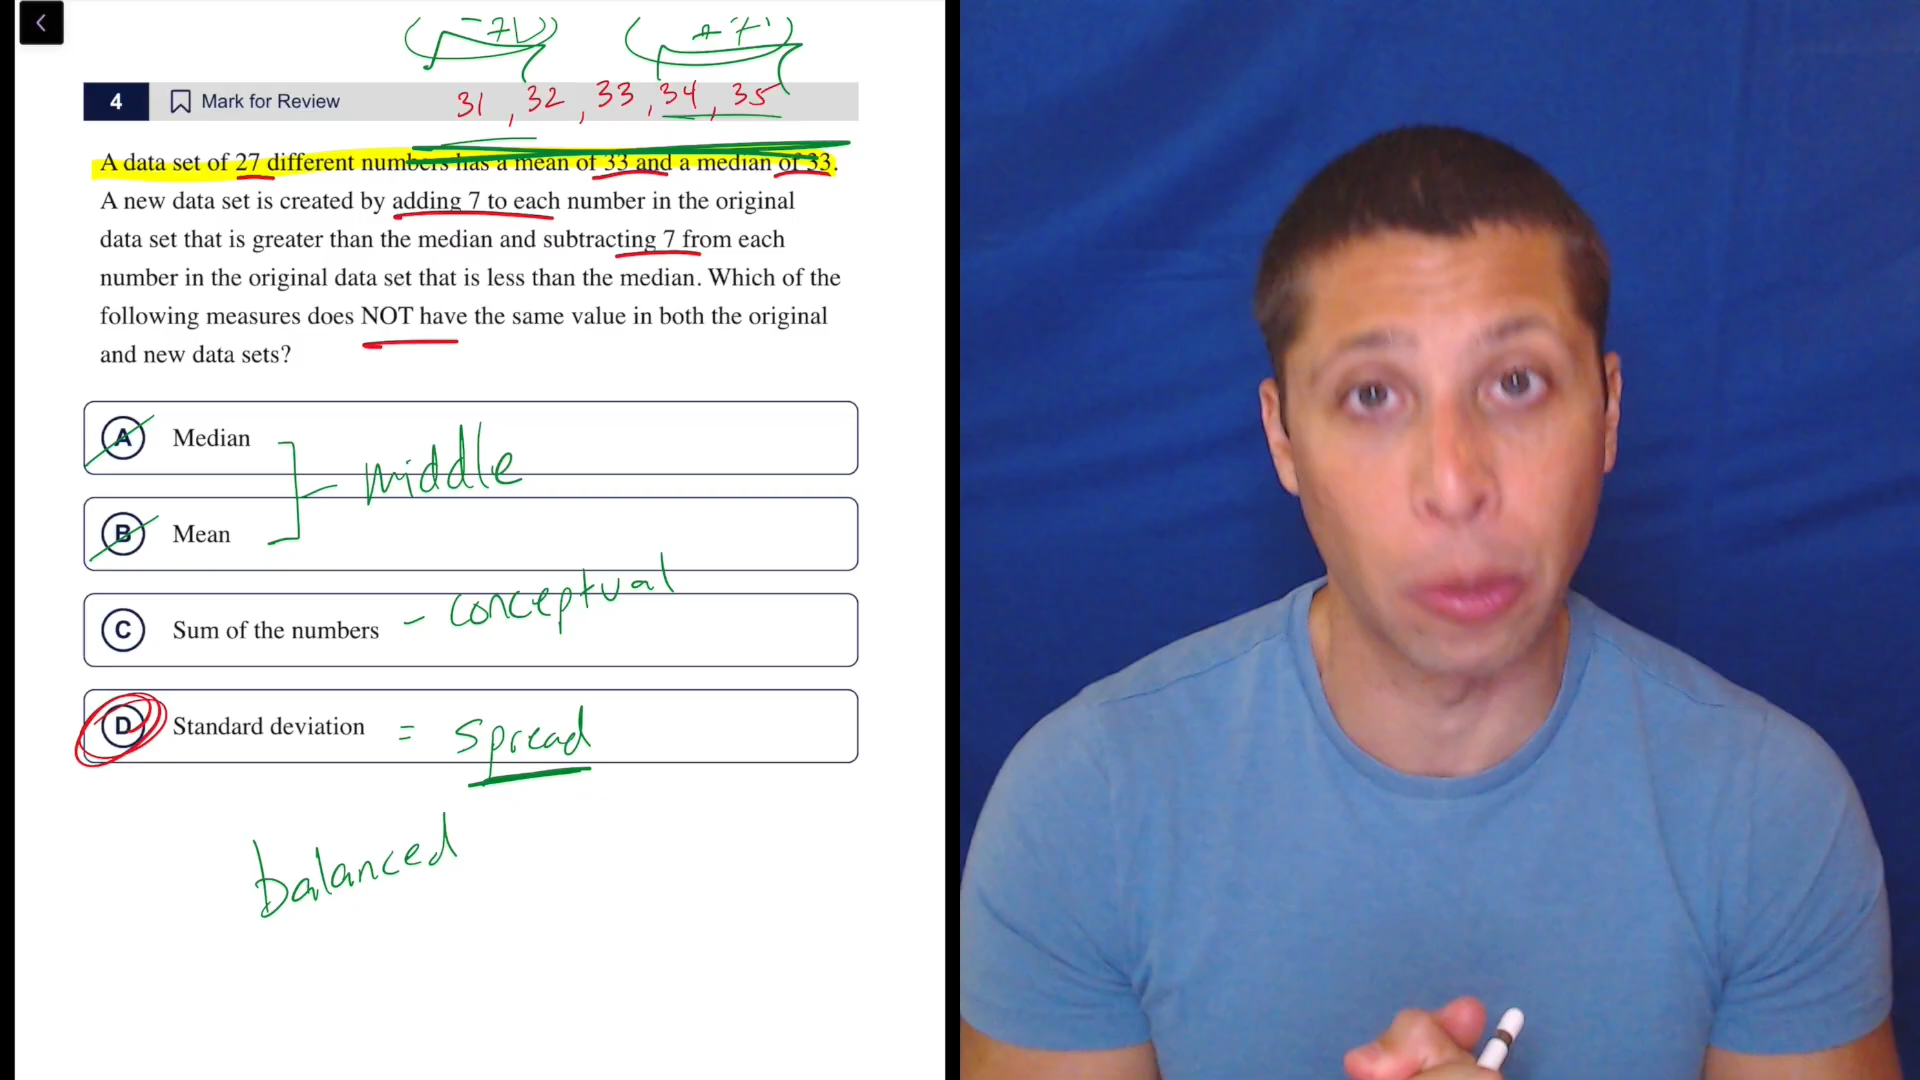 (-7) (+7)
4 Mark for Review 31, 32, 33, 34, 35
A data set of 27 different numbers has a mean of 33 and a median of 33.
A new data set is created by adding 7 to each number in the original
data set that is greater than the median and subtracting 7 from each
number in the original data set that is less than the median. Which of the
following measures does NOT have the same value in both the original
and new data sets?
A Median
middle
B Mean
C Sum of the numbers - conceptual
D Standard deviation = spread
balanced